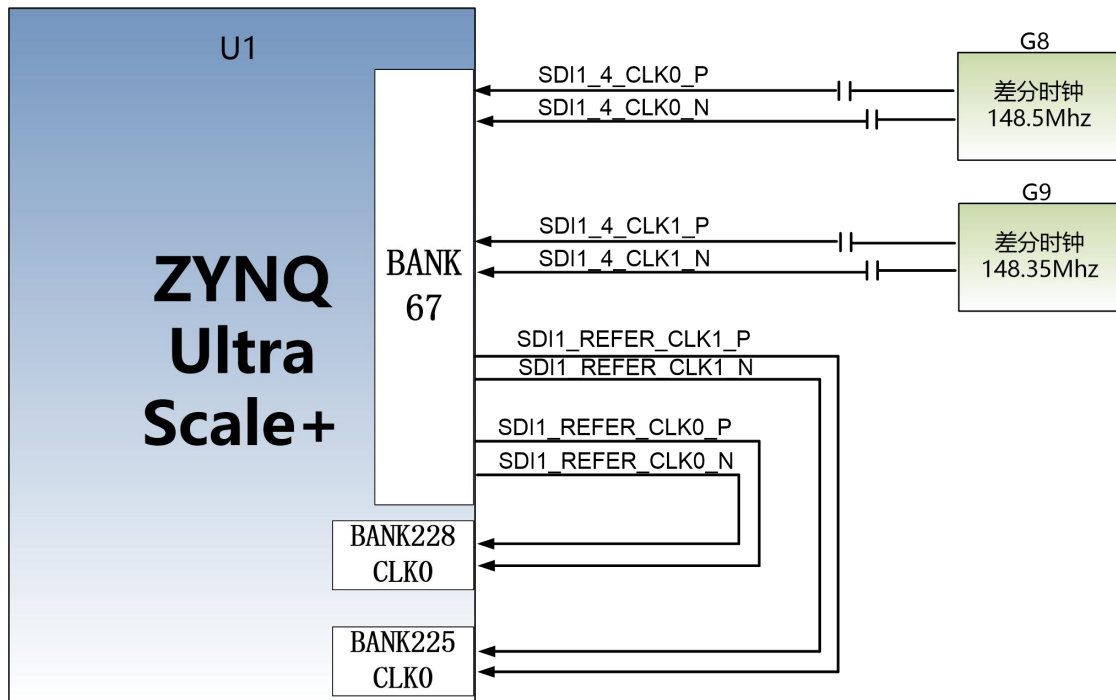 U1
G8
SDI1_4_CLK0_P
差分时钟
148.5Mhz
SDI1_4_CLK0_N
G9
SDI1_4_CLK1_P
差分时钟
148.35Mhz
SDI1_4_CLK1_N
BANK
67
ZYNQ
Ultra
Scale+
SDI1_REFER_CLK1_P
SDI1_REFER_CLK1_N
SDI1_REFER_CLK0_P
SDI1_REFER_CLK0_N
BANK228
CLK0
BANK225
CLK0